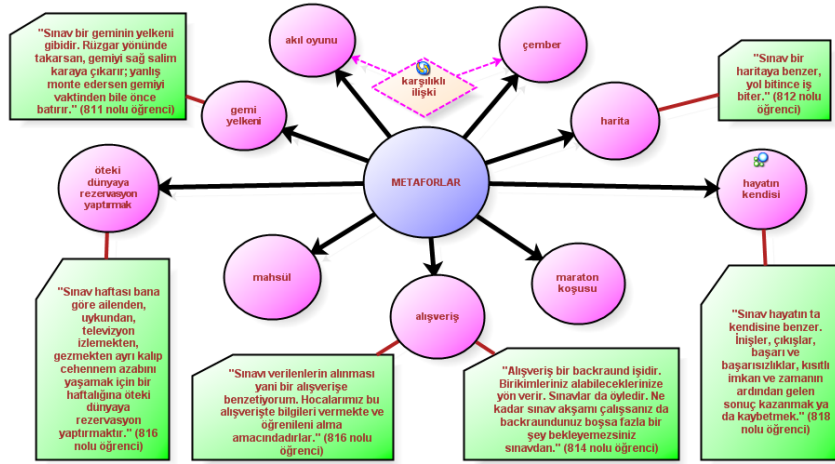 "Sınav bir geminin yelkeni
gibidir. Rüzgar yönünde
takarsan, gemiyi sağ salim
karaya çıkarır; yanlış
monte edersen gemiyi
vaktinden bile önce
batırır." (811 nolu öğrenci)
akıl oyunu
karşılıklı
ilişki
çember
"Sınav bir
haritaya benzer,
yol bitince iş
biter." (812 nolu
öğrenci)
gemi
yelkeni
harita
öteki
dünyaya
rezervasyon
yaptırmak
METAFORLAR
hayatın
kendisi
mahsül
alışveriş
maraton
koşusu
"Sınav haftası bana
göre ailenden,
uykundan,
televizyon
izlemekten,
gezmekten ayrı kalıp
cehennem azabını
yaşamak için bir
haftalığına öteki
dünyaya
rezervasyon
yaptırmaktır." (816
nolu öğrenci)
"Sınavı verilenlerin alınması
yani bir alışverişe
benzetiyorum. Hocalarımız bu
alışverişte bilgileri vermekte ve
öğrenileni alma
amacındadırlar." (816 nolu
öğrenci)
"Alışveriş bir backraund işidir.
Birikimleriniz alabileceklerinize
yön verir. Sınavlar da öyledir. Ne
kadar sınav akşamı çalışsanız da
backraundunuz boşsa fazla bir
şey bekleyemezsiniz
sınavdan." (814 nolu öğrenci)
"Sınav hayatın ta
kendisine benzer.
İnişler, çıkışlar,
başarı ve
başarısızlıklar, kısıtlı
imkan ve zamanın
ardından gelen
sonuç kazanmak ya
da kaybetmek." (818
nolu öğrenci)